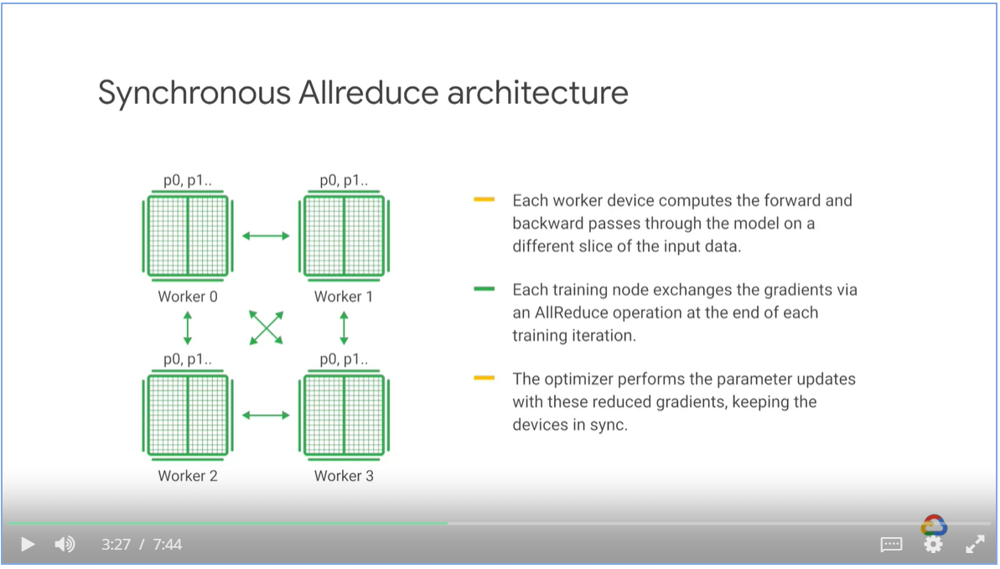 Synchronous Allreduce architecture
p0, p1..
p0, p1..
Worker 0
Worker 1
p0, p1..
p0, p1..
Worker 2
Worker 3
Each worker device computes the forward and
backward passes through the model on a
different slice of the input data.
Each training node exchanges the gradients via
an AllReduce operation at the end of each
training iteration.
The optimizer performs the parameter updates
with these reduced gradients, keeping the
devices in sync.
3:27 / 7:44